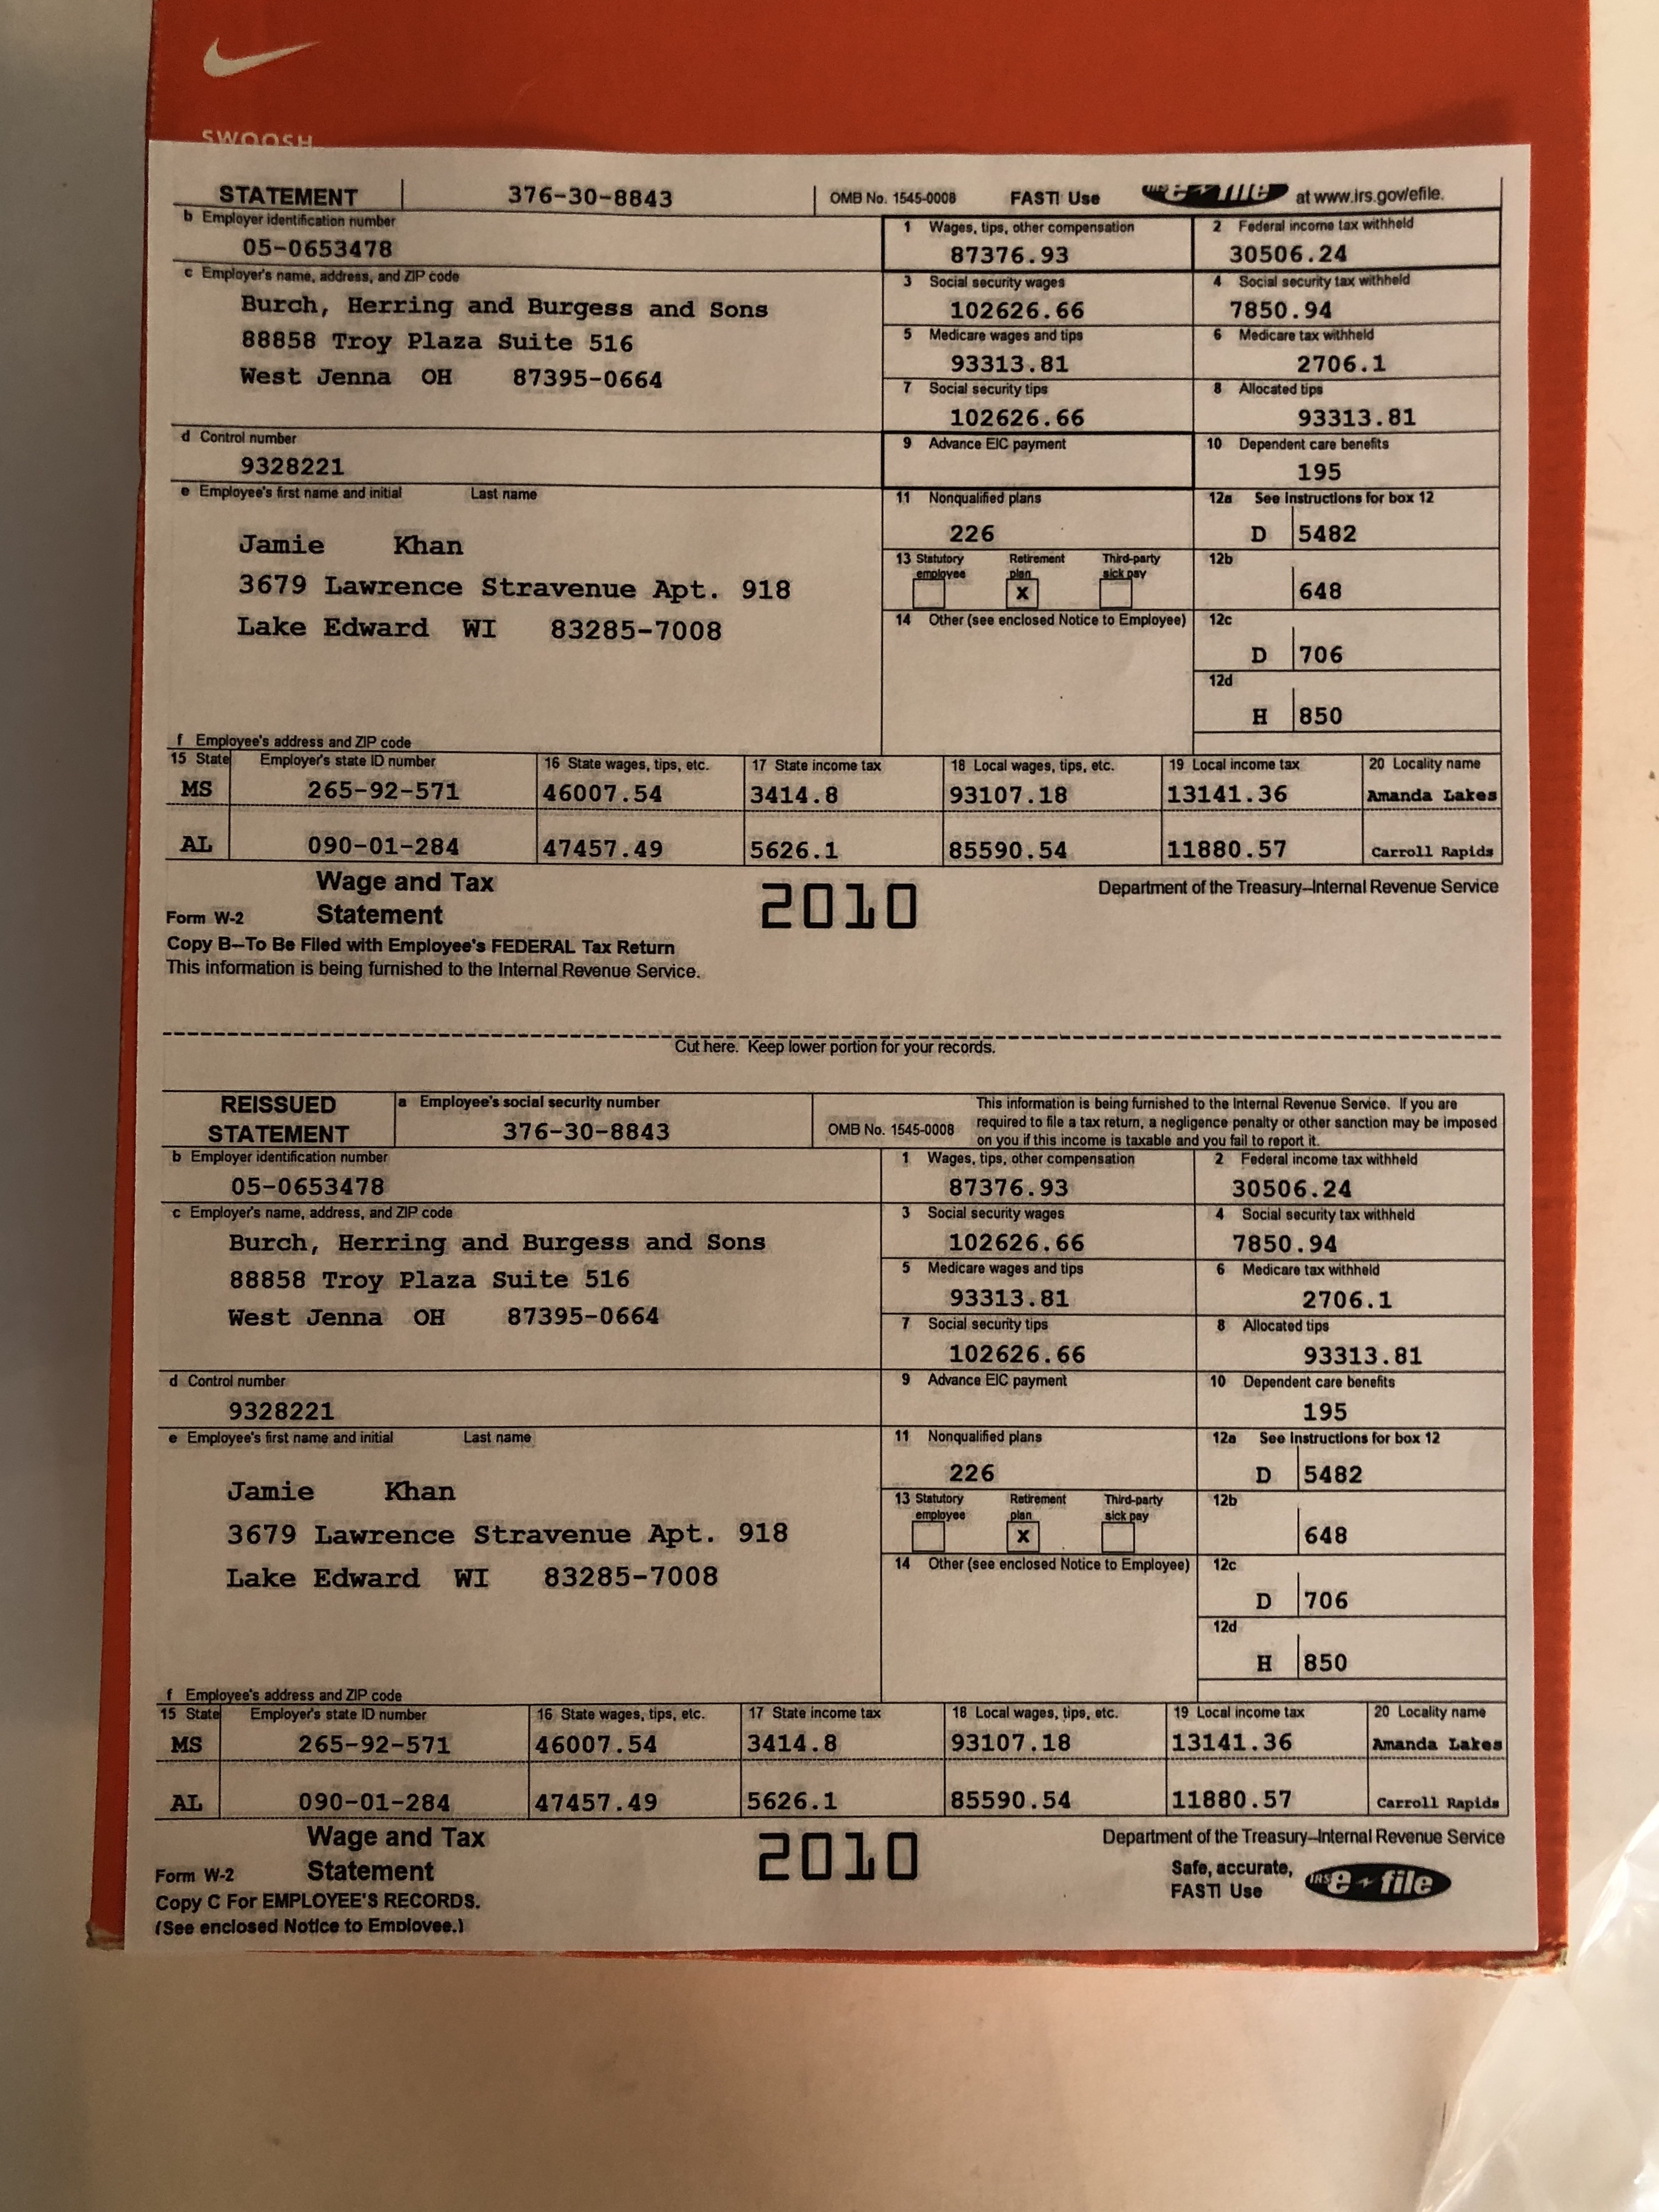 SWOOSH
STATEMENT 376-30-8843 OMB No. 1545-0008 FAST! Use IRS e file at www.irs.gov/efile.
b Employer identification number 1 Wages, tips, other compensation 2 Federal income tax withheld
05-0653478 87376.93 30506.24
c Employer's name, address, and ZIP code 3 Social security wages 4 Social security tax withheld
Burch, Herring and Burgess and Sons 102626.66 7850.94
88858 Troy Plaza Suite 516 5 Medicare wages and tips 6 Medicare tax withheld
West Jenna OH 87395-0664 93313.81 2706.1
7 Social security tips 8 Allocated tips
102626.66 93313.81
d Control number 9 Advance EIC payment 10 Dependent care benefits
9328221 195
e Employee's first name and initial Last name 11 Nonqualified plans 12a See Instructions for box 12
Jamie Khan 226 D 5482
13 Statutory employee Retirement plan Third-party sick pay 12b
3679 Lawrence Stravenue Apt. 918 X 648
Lake Edward WI 83285-7008 14 Other (see enclosed Notice to Employee) 12c
D 706
12d
H 850
f Employee's address and ZIP code
15 State Employer's state ID number 16 State wages, tips, etc. 17 State income tax 18 Local wages, tips, etc. 19 Local income tax 20 Locality name
MS 265-92-571 46007.54 3414.8 93107.18 13141.36 Amanda Lakes
AL 090-01-284 47457.49 5626.1 85590.54 11880.57 Carroll Rapids
Wage and Tax 2010 Department of the Treasury–Internal Revenue Service
Form W-2 Statement
Copy B–To Be Filed with Employee's FEDERAL Tax Return
This information is being furnished to the Internal Revenue Service.
Cut here. Keep lower portion for your records.
REISSUED a Employee's social security number This information is being furnished to the Internal Revenue Service. If you are
STATEMENT 376-30-8843 OMB No. 1545-0008 required to file a tax return, a negligence penalty or other sanction may be imposed
on you if this income is taxable and you fail to report it.
b Employer identification number 1 Wages, tips, other compensation 2 Federal income tax withheld
05-0653478 87376.93 30506.24
c Employer's name, address, and ZIP code 3 Social security wages 4 Social security tax withheld
Burch, Herring and Burgess and Sons 102626.66 7850.94
88858 Troy Plaza Suite 516 5 Medicare wages and tips 6 Medicare tax withheld
West Jenna OH 87395-0664 93313.81 2706.1
7 Social security tips 8 Allocated tips
102626.66 93313.81
d Control number 9 Advance EIC payment 10 Dependent care benefits
9328221 195
e Employee's first name and initial Last name 11 Nonqualified plans 12a See Instructions for box 12
Jamie Khan 226 D 5482
13 Statutory employee Retirement plan Third-party sick pay 12b
3679 Lawrence Stravenue Apt. 918 X 648
Lake Edward WI 83285-7008 14 Other (see enclosed Notice to Employee) 12c
D 706
12d
H 850
f Employee's address and ZIP code
15 State Employer's state ID number 16 State wages, tips, etc. 17 State income tax 18 Local wages, tips, etc. 19 Local income tax 20 Locality name
MS 265-92-571 46007.54 3414.8 93107.18 13141.36 Amanda Lakes
AL 090-01-284 47457.49 5626.1 85590.54 11880.57 Carroll Rapids
Wage and Tax 2010 Department of the Treasury–Internal Revenue Service
Form W-2 Statement Safe, accurate,
FAST! Use IRS e file
Copy C For EMPLOYEE'S RECORDS.
(See enclosed Notice to Employee.)